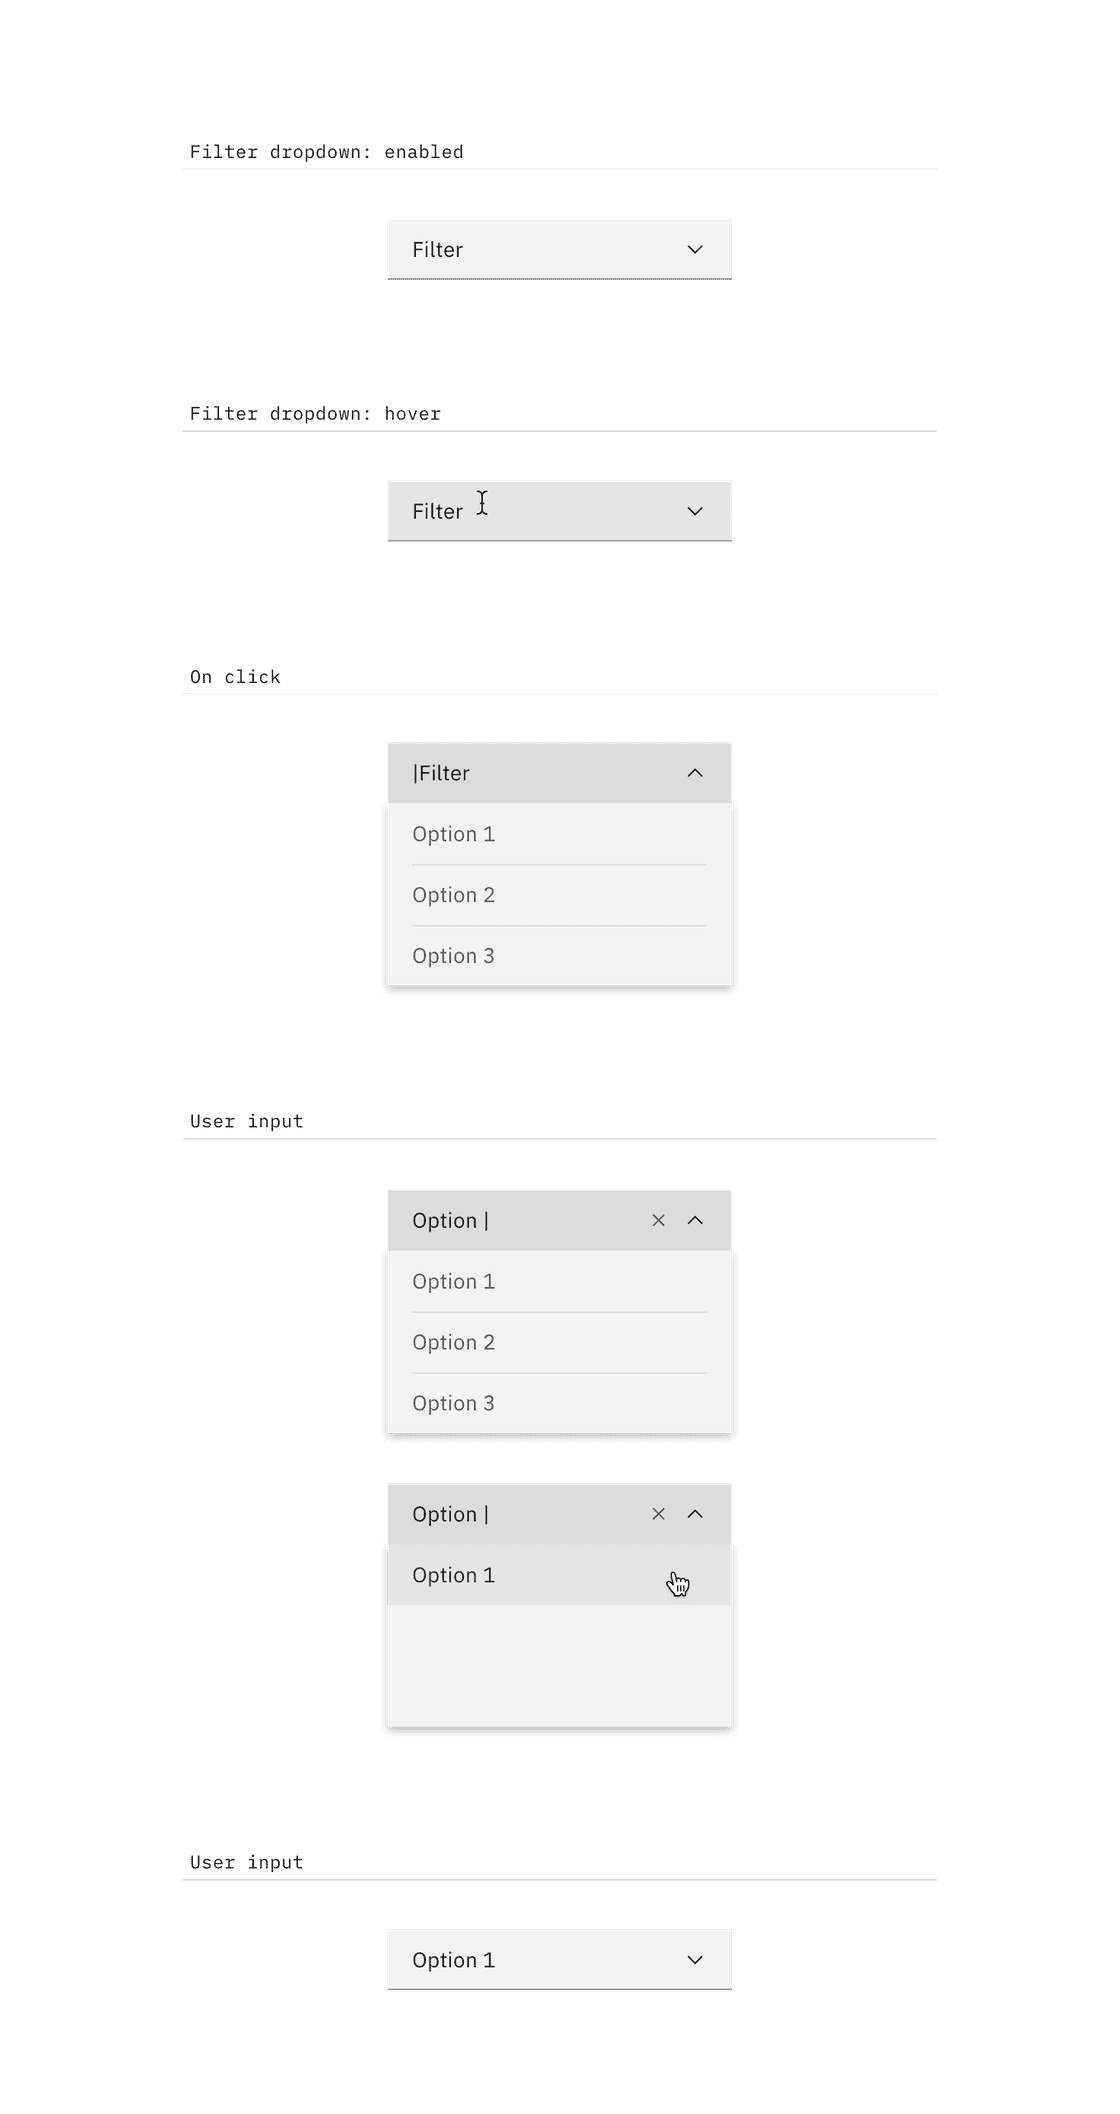 Filter dropdown: enabled
Filter
Filter dropdown: hover
Filter
On click
|Filter
Option 1
Option 2
Option 3
User input
Option |
Option 1
Option 2
Option 3
Option |
Option 1
User input
Option 1